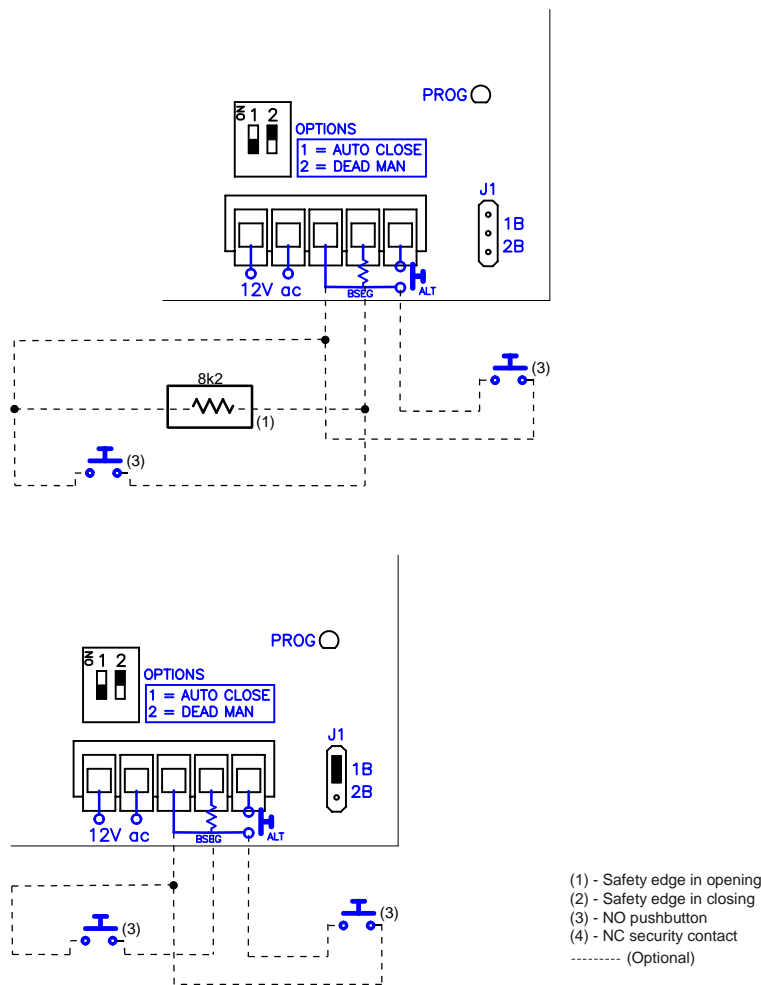 PROG
ON 1 2
OPTIONS
1 = AUTO CLOSE
2 = DEAD MAN
J1
1B
2B
12V ac
BSEG
ALT
8k2
(1)
(3)
(3)
PROG
ON 1 2
OPTIONS
1 = AUTO CLOSE
2 = DEAD MAN
J1
1B
2B
12V ac
BSEG
ALT
(3)
(3)
(1) - Safety edge in opening
(2) - Safety edge in closing
(3) - NO pushbutton
(4) - NC security contact
--------- (Optional)